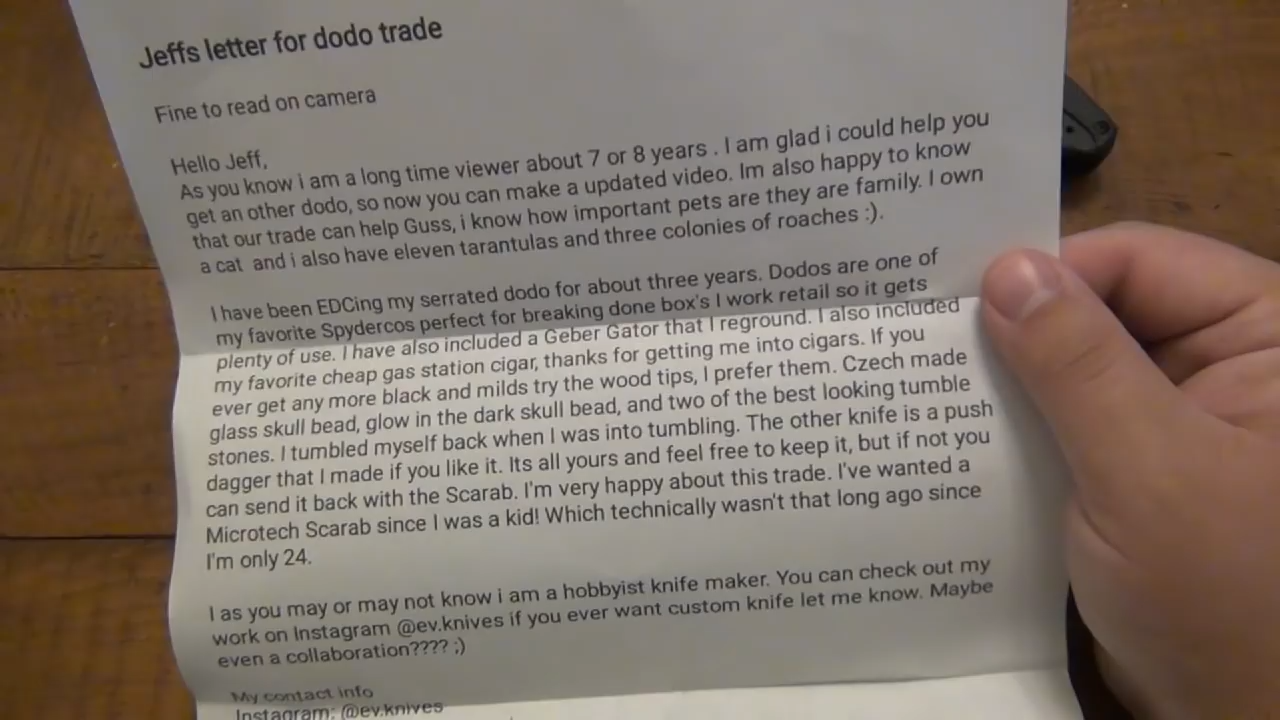 Jeffs letter for dodo trade
Fine to read on camera
Hello Jeff,
As you know i am a long time viewer about 7 or 8 years . I am glad i could help you
get an other dodo, so now you can make a updated video. Im also happy to know
that our trade can help Guss, i know how important pets are they are family. I own
a cat and i also have eleven tarantulas and three colonies of roaches :).
I have been EDCing my serrated dodo for about three years. Dodos are one of
my favorite Spydercos perfect for breaking done box's I work retail so it gets
plenty of use. I have also included a Geber Gator that I reground. I also included
my favorite cheap gas station cigar, thanks for getting me into cigars. If you
ever get any more black and milds try the wood tips, I prefer them. Czech made
glass skull bead, glow in the dark skull bead, and two of the best looking tumble
stones. I tumbled myself back when I was into tumbling. The other knife is a push
dagger that I made if you like it. Its all yours and feel free to keep it, but if not you
can send it back with the Scarab. I'm very happy about this trade. I've wanted a
Microtech Scarab since I was a kid! Which technically wasn't that long ago since
I'm only 24.
I as you may or may not know i am a hobbyist knife maker. You can check out my
work on Instagram @ev.knives if you ever want custom knife let me know. Maybe
even a collaboration???? ;)
My contact info
Instagram: @ev.knives